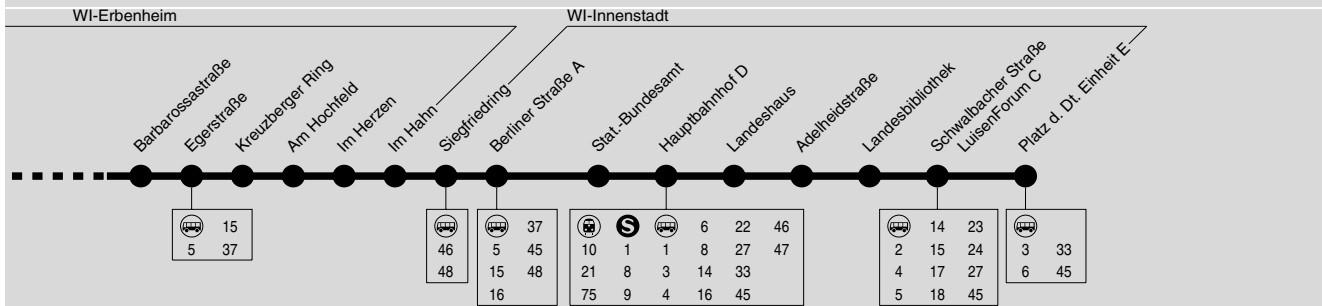 WI-Erbenheim
WI-Innenstadt
Barbarossastraße
Egerstraße
Kreuzberger Ring
Am Hochfeld
Im Herzen
Im Hahn
Siegfriedring
Berliner Straße A
Stat.-Bundesamt
Hauptbahnhof D
Landeshaus
Adelheidstraße
Landesbibliothek
Schwalbacher Straße
LuisenForum C
Platz d. Dt. Einheit E
15
5 37
46
48
37
5 45
15 48
16
S 6 22 46
10 1 1 8 27 47
21 8 3 14 33
75 9 4 16 45
14 23
2 15 24
4 17 27
5 18 45
3 33
6 45